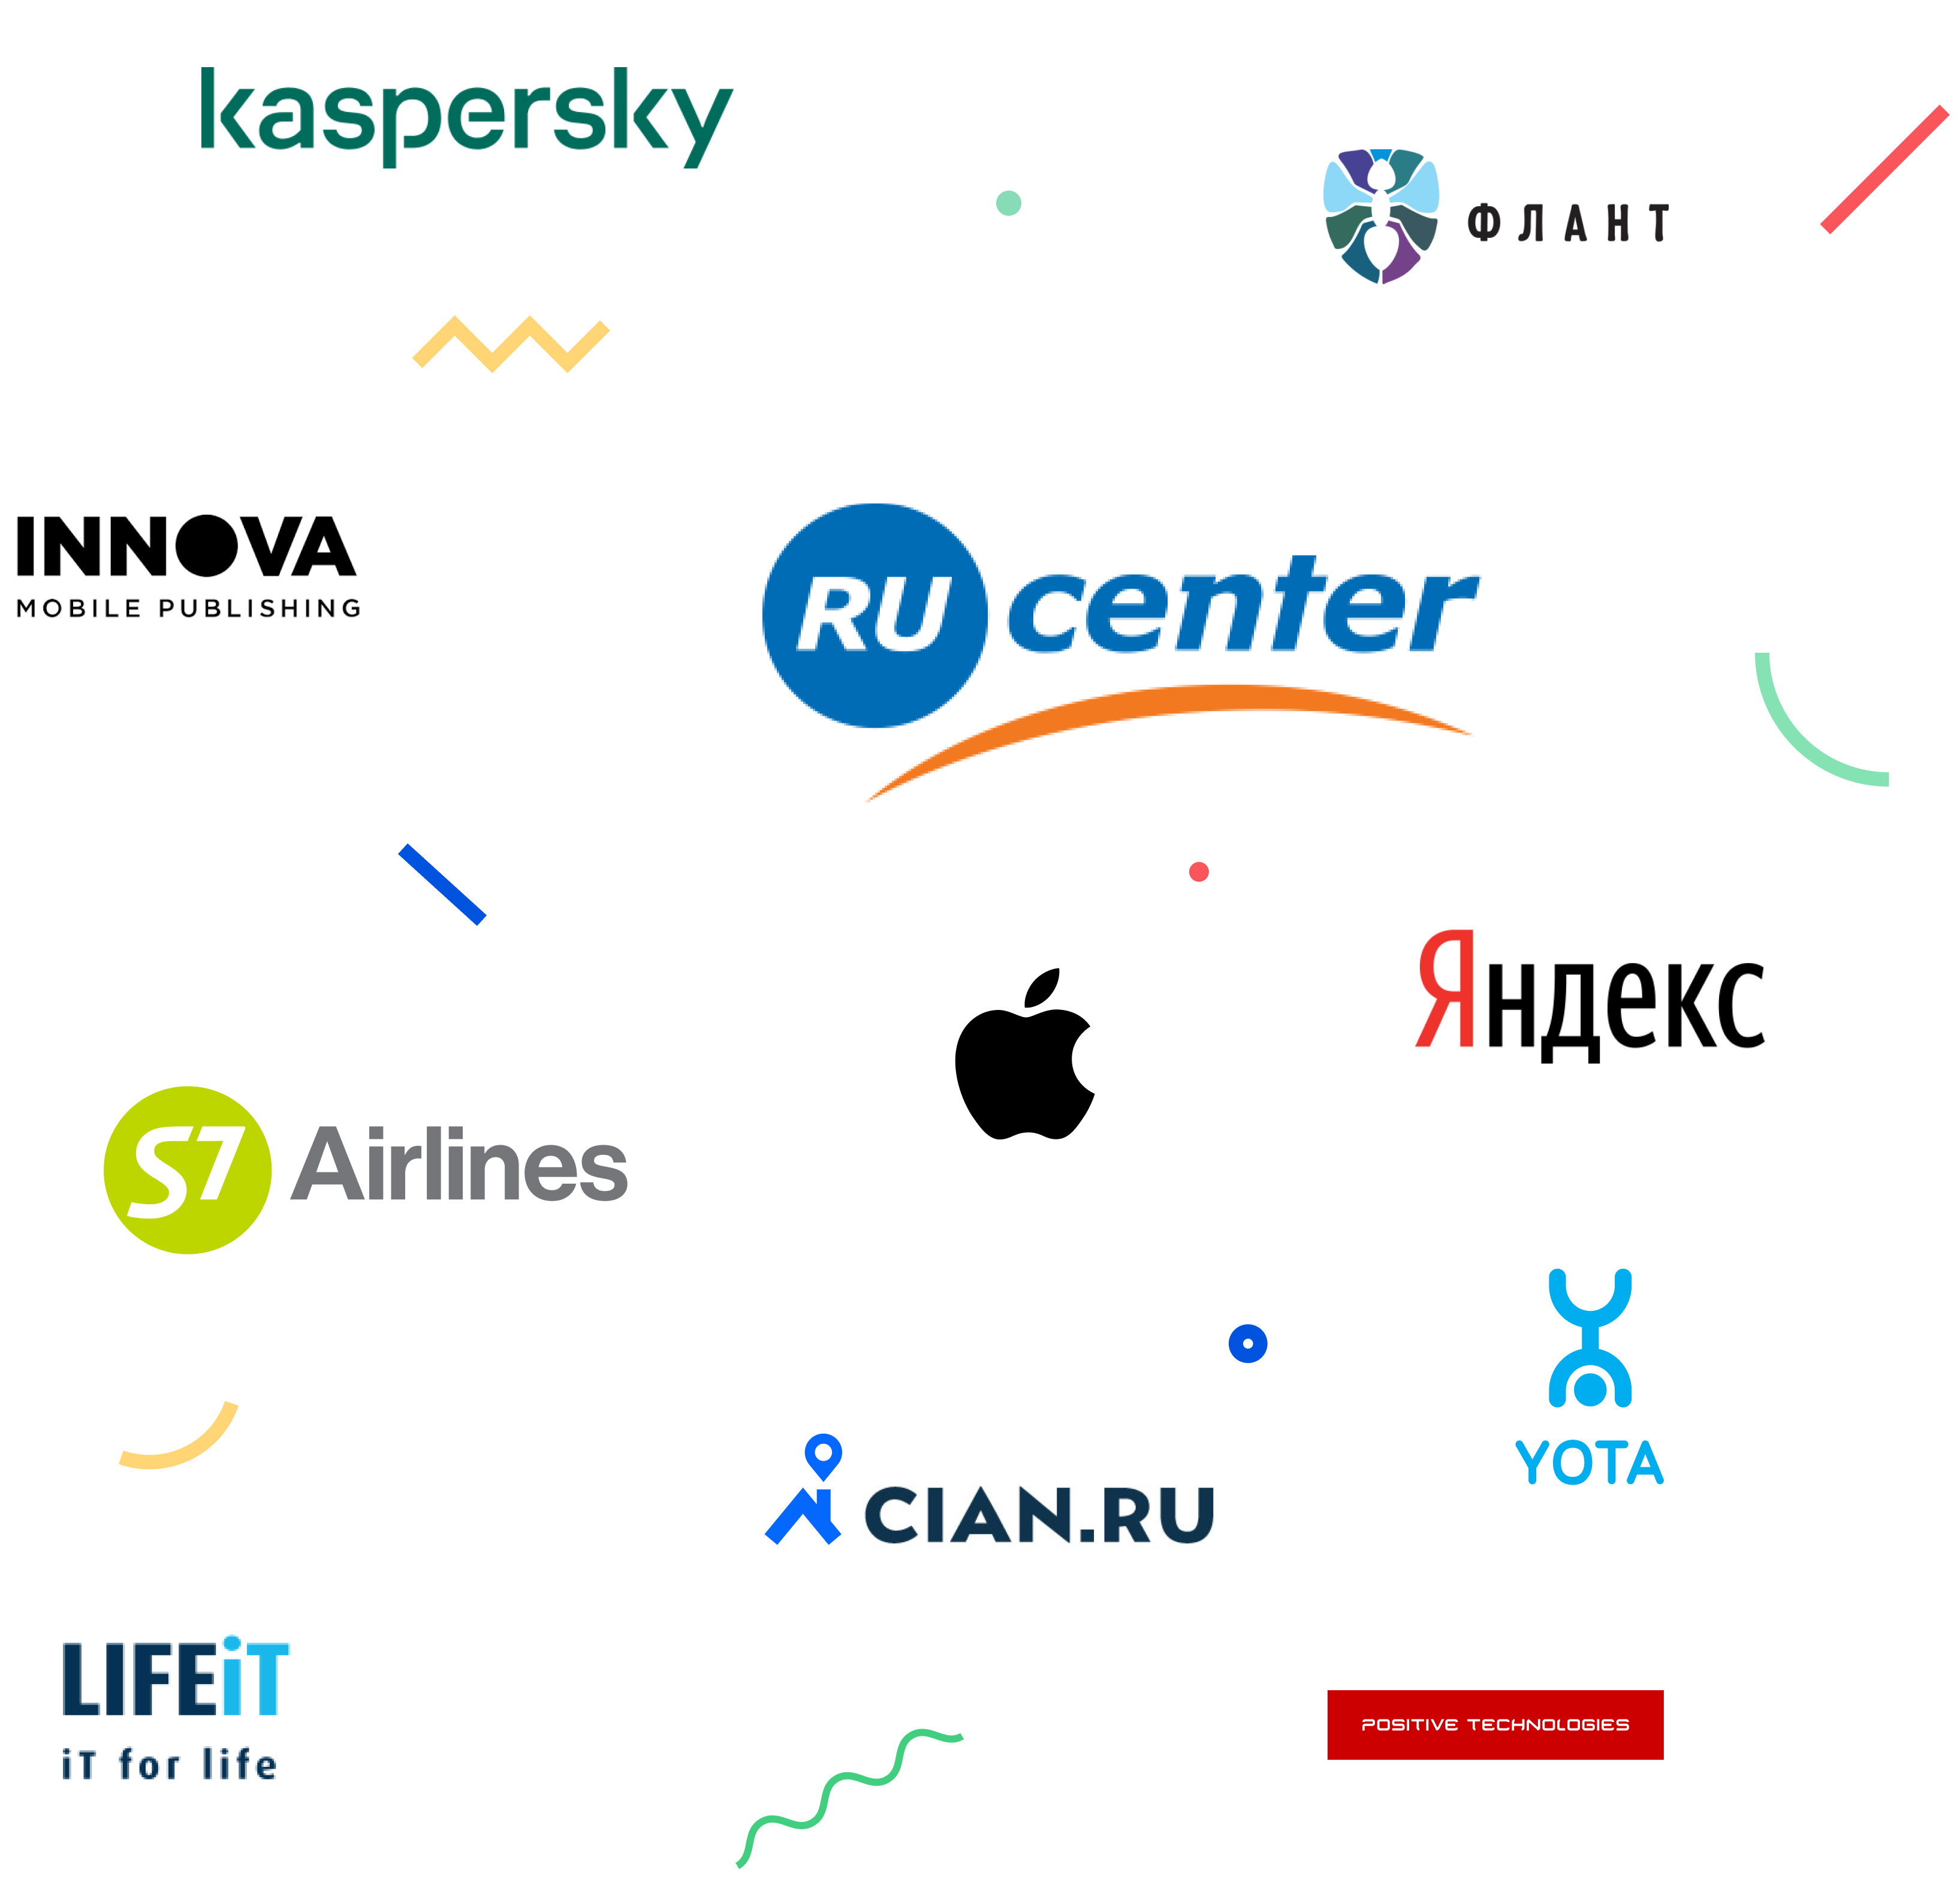 kaspersky
ФЛАНТ
INNOVA
MOBILE PUBLISHING
RU center
Яндекс
S7 Airlines
YOTA
CIAN.RU
LIFEiT
iT for life
POSITIVE TECHNOLOGIES